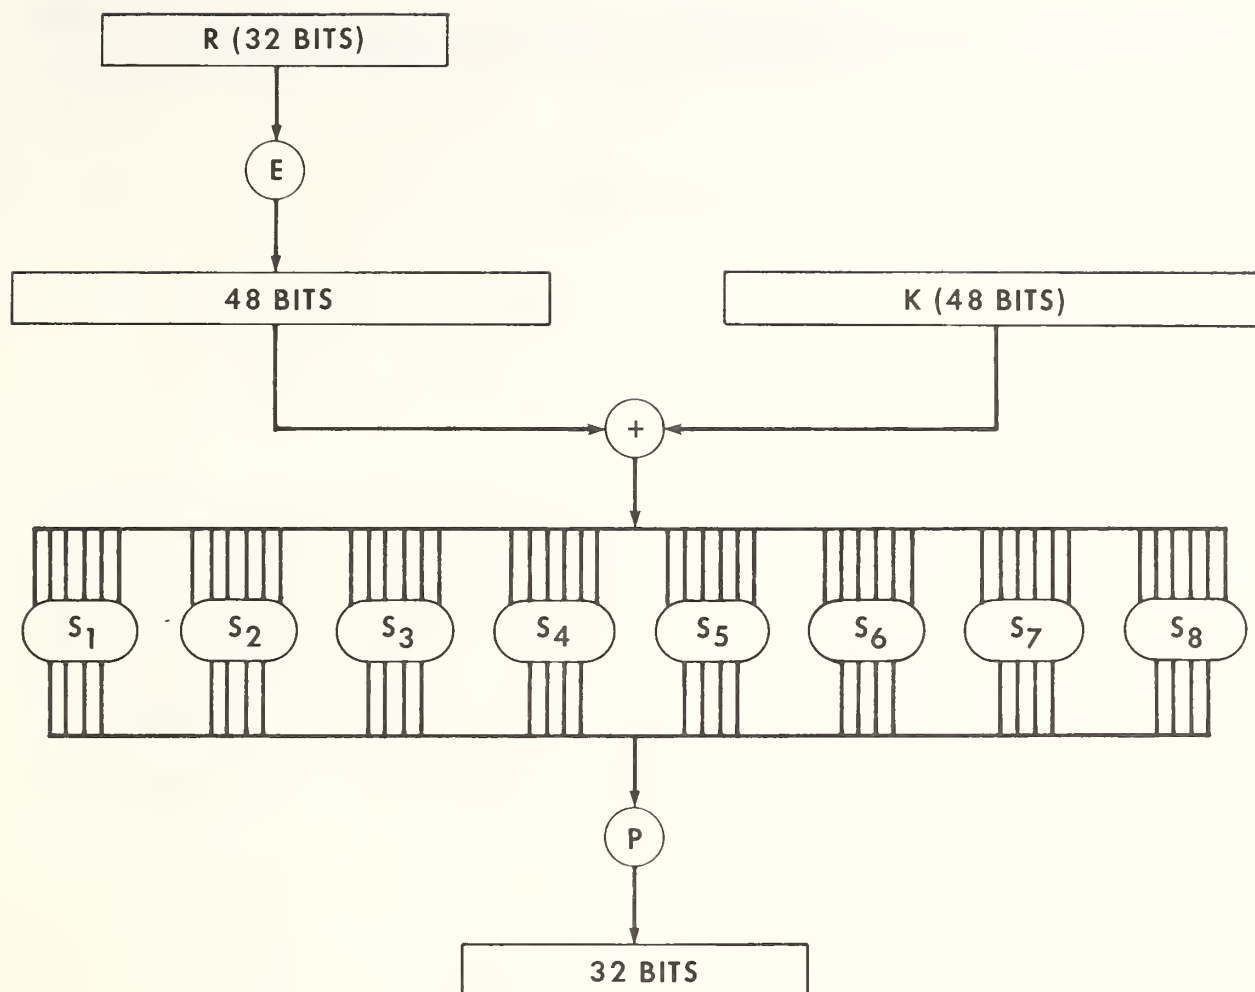 R (32 BITS)
E
48 BITS
K (48 BITS)
+
S1 S2 S3 S4 S5 S6 S7 S8
P
32 BITS